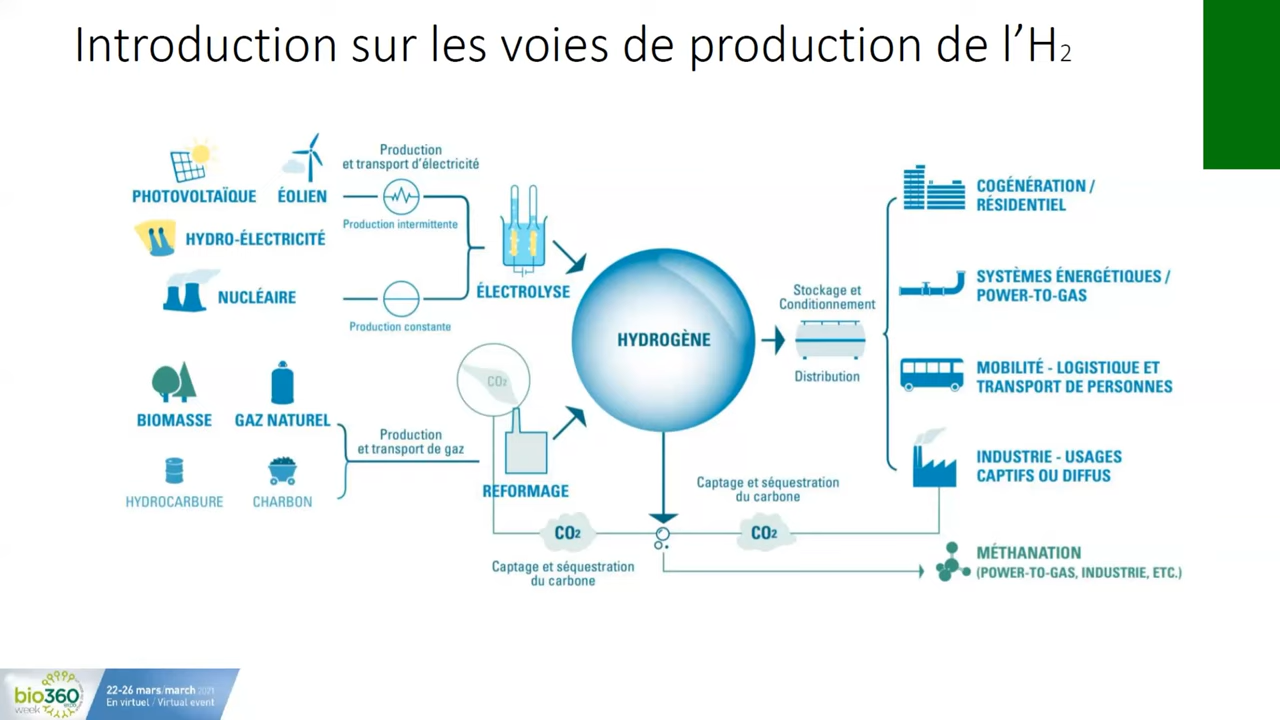 Introduction sur les voies de production de l’H2
Production
et transport d’électricité
PHOTOVOLTAÏQUE
ÉOLIEN
Production intermittente
HYDRO-ÉLECTRICITÉ
NUCLÉAIRE
Production constante
ÉLECTROLYSE
BIOMASSE
GAZ NATUREL
HYDROCARBURE
CHARBON
Production
et transport de gaz
CO2
REFORMAGE
HYDROGÈNE
Stockage et
Conditionnement
Distribution
COGÉNÉRATION /
RÉSIDENTIEL
SYSTÈMES ÉNERGÉTIQUES /
POWER-TO-GAS
MOBILITÉ - LOGISTIQUE ET
TRANSPORT DE PERSONNES
INDUSTRIE - USAGES
CAPTIFS OU DIFFUS
Captage et séquestration
du carbone
CO2
CO2
Captage et séquestration
du carbone
MÉTHANATION
(POWER-TO-GAS, INDUSTRIE, ETC.)
bio360
week
22-26 mars/march 2021
En virtuel / Virtual event